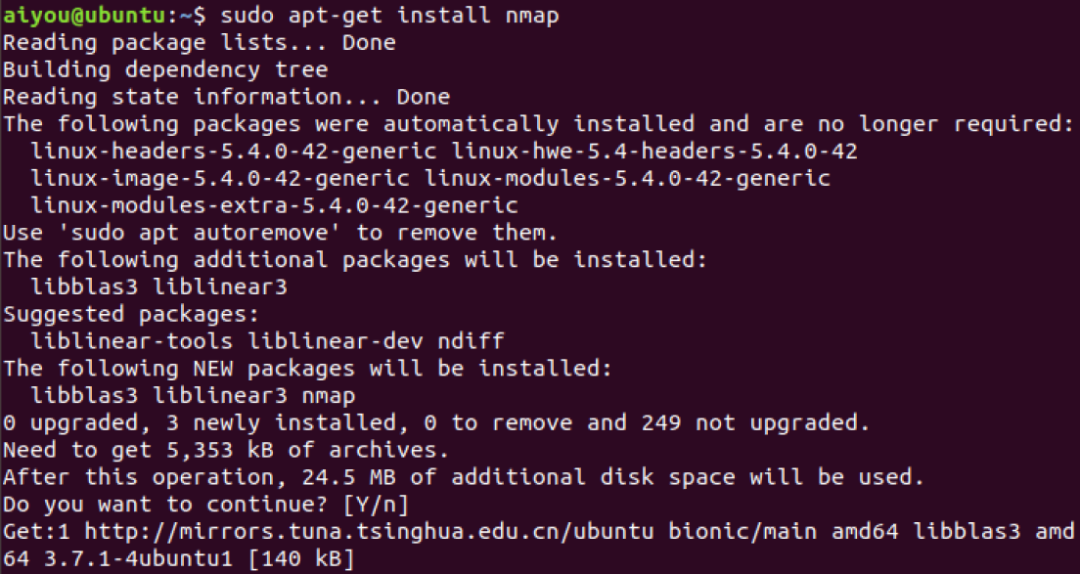 aiyou@ubuntu:~$ sudo apt-get install nmap
Reading package lists... Done
Building dependency tree
Reading state information... Done
The following packages were automatically installed and are no longer required:
  linux-headers-5.4.0-42-generic linux-hwe-5.4-headers-5.4.0-42
  linux-image-5.4.0-42-generic linux-modules-5.4.0-42-generic
  linux-modules-extra-5.4.0-42-generic
Use 'sudo apt autoremove' to remove them.
The following additional packages will be installed:
  libblas3 liblinear3
Suggested packages:
  liblinear-tools liblinear-dev ndiff
The following NEW packages will be installed:
  libblas3 liblinear3 nmap
0 upgraded, 3 newly installed, 0 to remove and 249 not upgraded.
Need to get 5,353 kB of archives.
After this operation, 24.5 MB of additional disk space will be used.
Do you want to continue? [Y/n]
Get:1 http://mirrors.tuna.tsinghua.edu.cn/ubuntu bionic/main amd64 libblas3 amd
64 3.7.1-4ubuntu1 [140 kB]